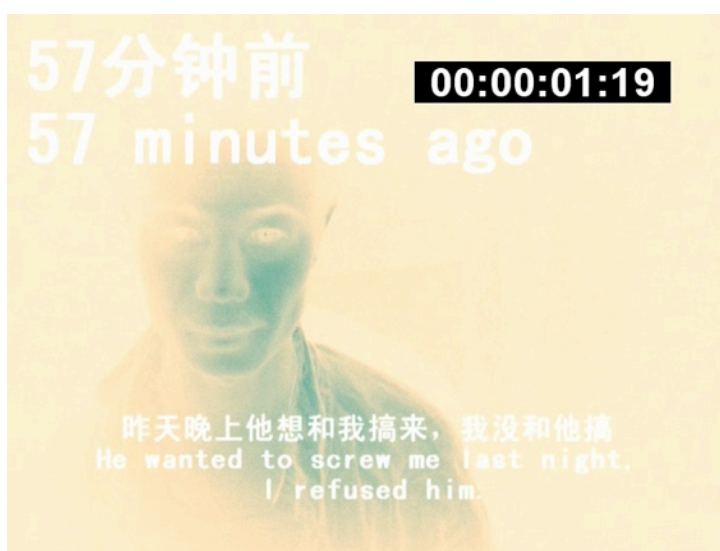 57分钟前
00:00:01:19
57 minutes ago
昨天晚上他想和我搞来，我没和他搞
He wanted to screw me last night,
I refused him.